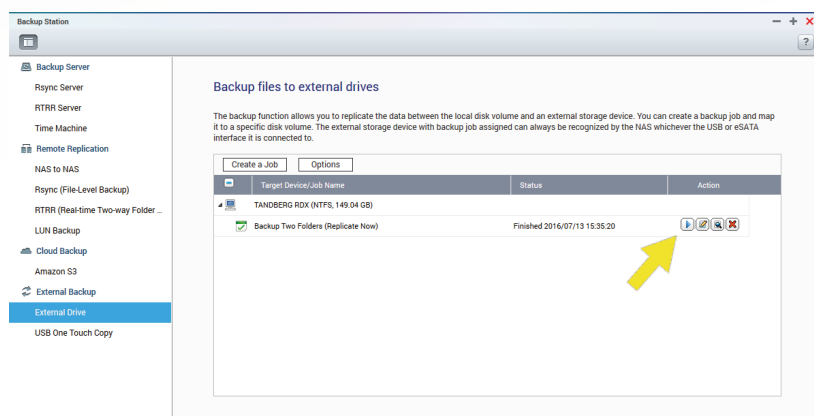 Backup Station
?
Backup Server
Rsync Server
RTRR Server
Time Machine
Remote Replication
NAS to NAS
Rsync (File-Level Backup)
RTRR (Real-time Two-way Folder ...
LUN Backup
Cloud Backup
Amazon S3
External Backup
External Drive
USB One Touch Copy
Backup files to external drives
The backup function allows you to replicate the data between the local disk volume and an external storage device. You can create a backup job and map
it to a specific disk volume. The external storage device with backup job assigned can always be recognized by the NAS whichever the USB or eSATA
interface it is connected to.
Create a Job Options
Target Device/Job Name Status Action
TANDBERG RDX (NTFS, 149.04 GB)
Backup Two Folders (Replicate Now) Finished 2016/07/13 15:35:20